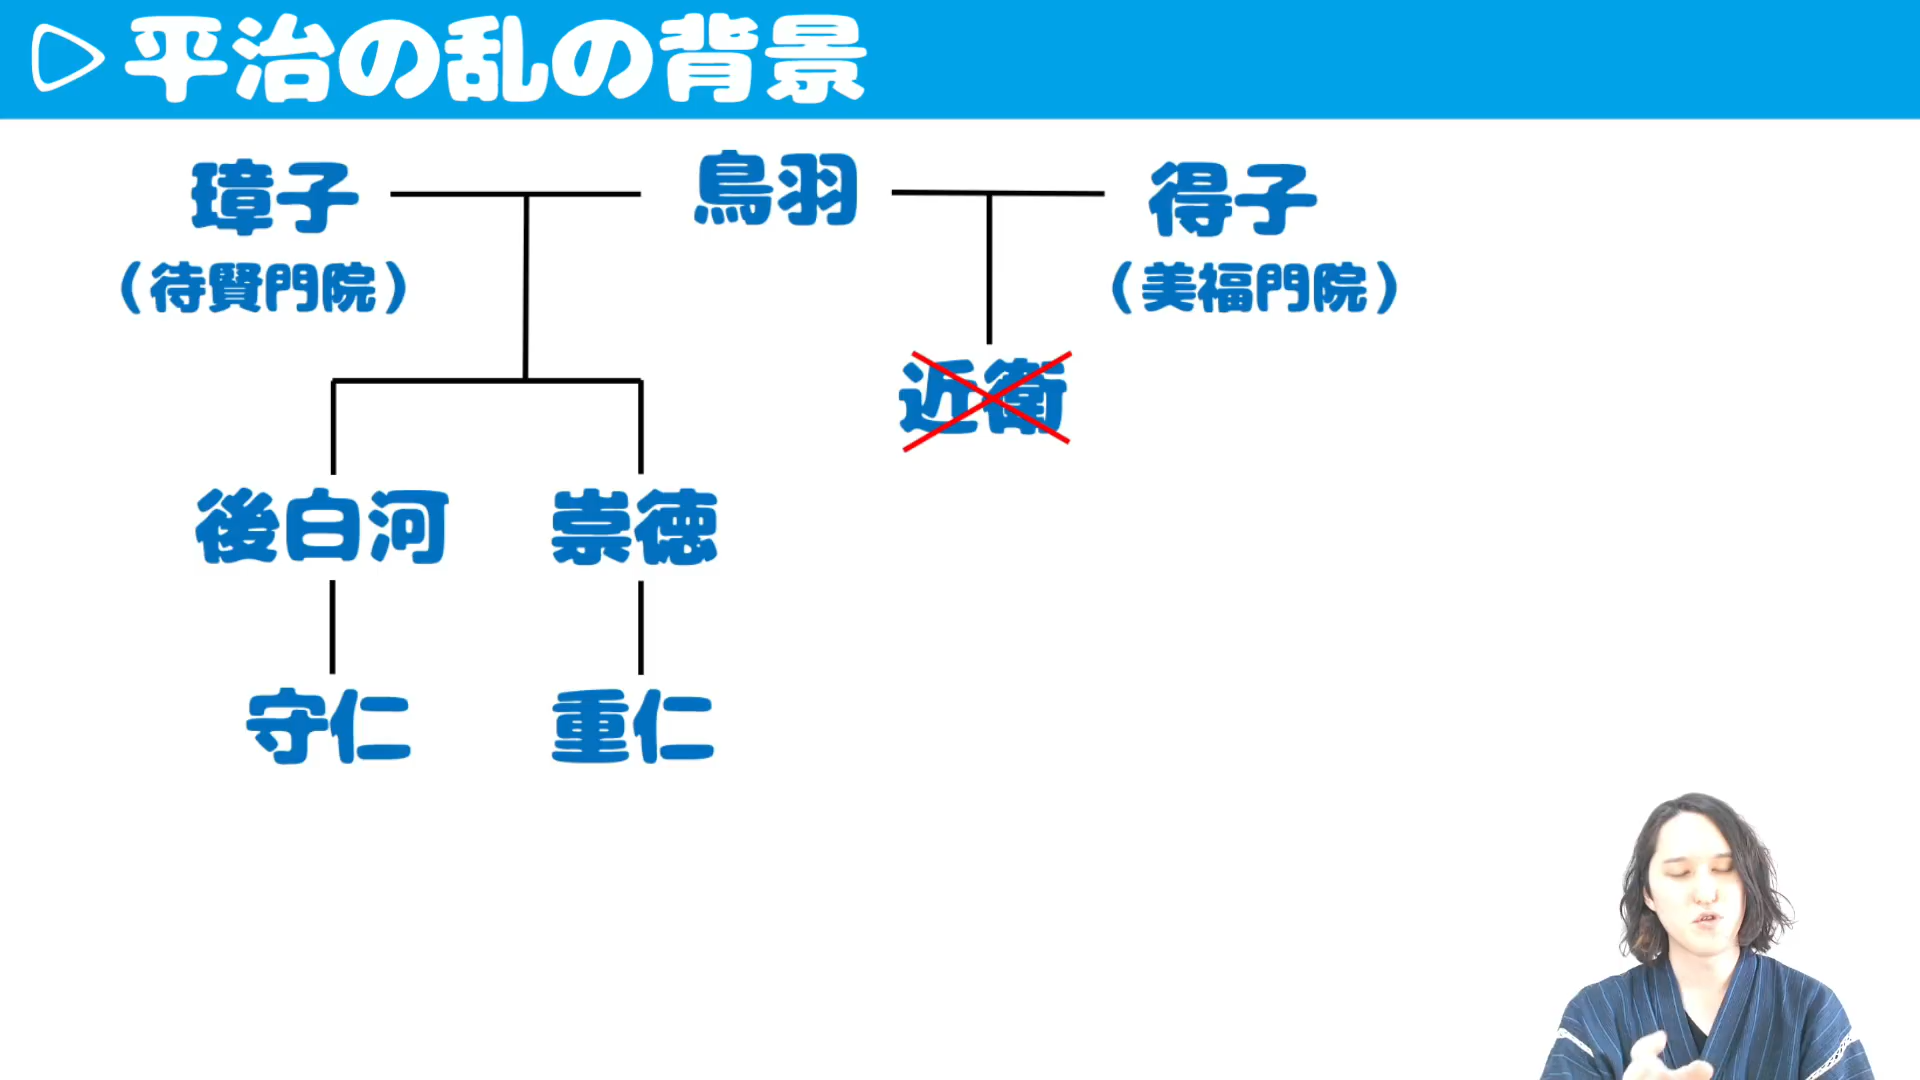 平治の乱の背景
璋子 鳥羽 得子
（待賢門院） （美福門院）
近衛
後白河 崇徳
守仁 重仁